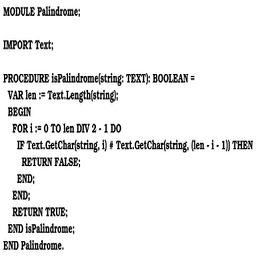 MODULE Palindrome;
IMPORT Text;
PROCEDURE isPalindrome(string: TEXT): BOOLEAN =
VAR len := Text.Length(string);
BEGIN
FOR i := 0 TO len DIV 2 - 1 DO
IF Text.GetChar(string, i) # Text.GetChar(string, (len - i - 1)) THEN
RETURN FALSE;
END;
END;
RETURN TRUE;
END isPalindrome;
END Palindrome.